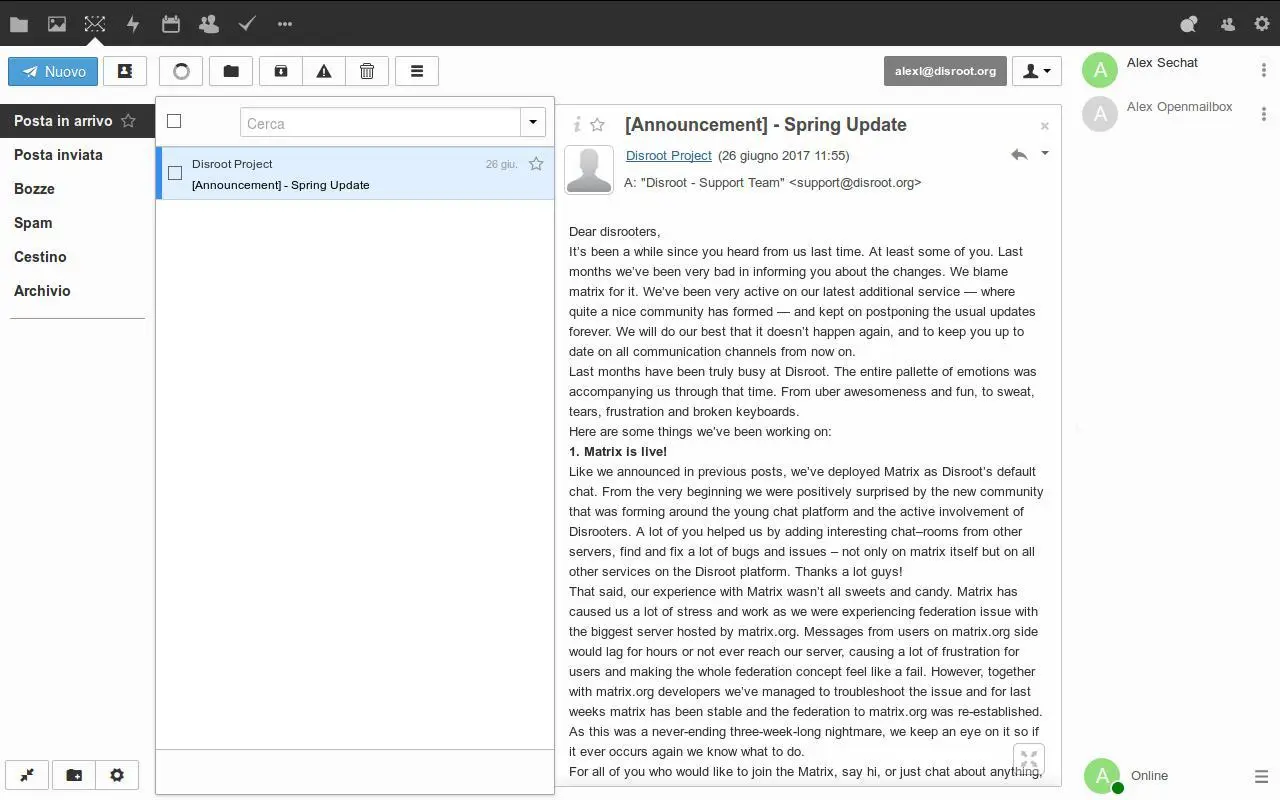 Nuovo
alexl@disroot.org
Posta in arrivo
Posta inviata
Bozze
Spam
Cestino
Archivio
Cerca
Disroot Project
26 giu.
[Announcement] - Spring Update
[Announcement] - Spring Update
Disroot Project (26 giugno 2017 11:55)
A: "Disroot - Support Team" <support@disroot.org>
Dear disrooters,
It's been a while since you heard from us last time. At least some of you. Last
months we've been very bad in informing you about the changes. We blame
matrix for it. We've been very active on our latest additional service — where
quite a nice community has formed — and kept on postponing the usual updates
forever. We will do our best that it doesn't happen again, and to keep you up to
date on all communication channels from now on.
Last months have been truly busy at Disroot. The entire pallette of emotions was
accompanying us through that time. From uber awesomeness and fun, to sweat,
tears, frustration and broken keyboards.
Here are some things we've been working on:
1. Matrix is live!
Like we announced in previous posts, we've deployed Matrix as Disroot's default
chat. From the very beginning we were positively surprised by the new community
that was forming around the young chat platform and the active involvement of
Disrooters. A lot of you helped us by adding interesting chat–rooms from other
servers, find and fix a lot of bugs and issues – not only on matrix itself but on all
other services on the Disroot platform. Thanks a lot guys!
That said, our experience with Matrix wasn't all sweets and candy. Matrix has
caused us a lot of stress and work as we were experiencing federation issue with
the biggest server hosted by matrix.org. Messages from users on matrix.org side
would lag for hours or not ever reach our server, causing a lot of frustration for
users and making the whole federation concept feel like a fail. However, together
with matrix.org developers we've managed to troubleshoot the issue and for last
weeks matrix has been stable and the federation to matrix.org was re-established.
As this was a never-ending three-week-long nightmare, we keep an eye on it so if
it ever occurs again we know what to do.
For all of you who would like to join the Matrix, say hi, or just chat about anything,
A
Alex Sechat
A
Alex Openmailbox
A
Online